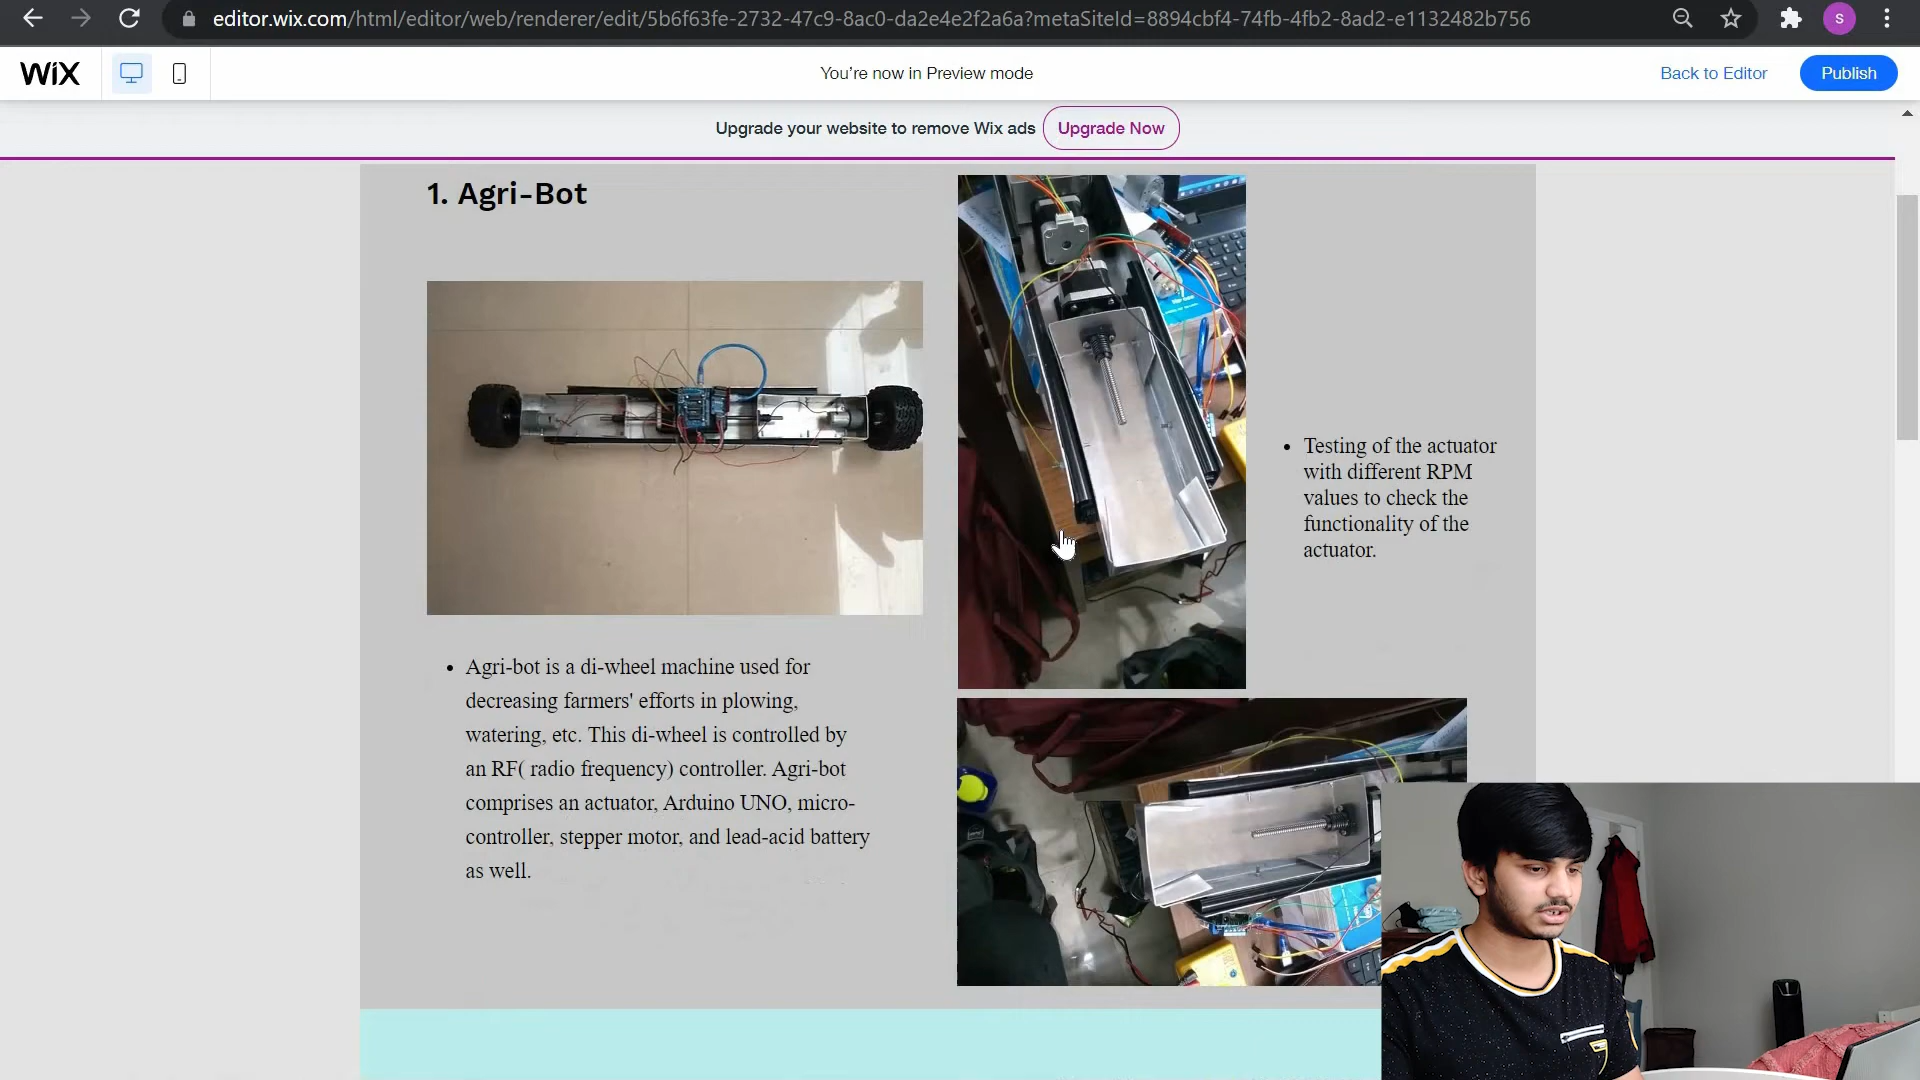 editor.wix.com/html/editor/web/renderer/edit/5b6f63fe-2732-47c9-8ac0-da2e4e2f2a6a?metaSiteId=8894cbf4-74fb-4fb2-8ad2-e1132482b756
S
WiX
You're now in Preview mode
Back to Editor
Publish
Upgrade your website to remove Wix ads
Upgrade Now
1. Agri-Bot
• Agri-bot is a di-wheel machine used for
decreasing farmers' efforts in plowing,
watering, etc. This di-wheel is controlled by
an RF( radio frequency) controller. Agri-bot
comprises an actuator, Arduino UNO, micro-
controller, stepper motor, and lead-acid battery
as well.
• Testing of the actuator
with different RPM
values to check the
functionality of the
actuator.